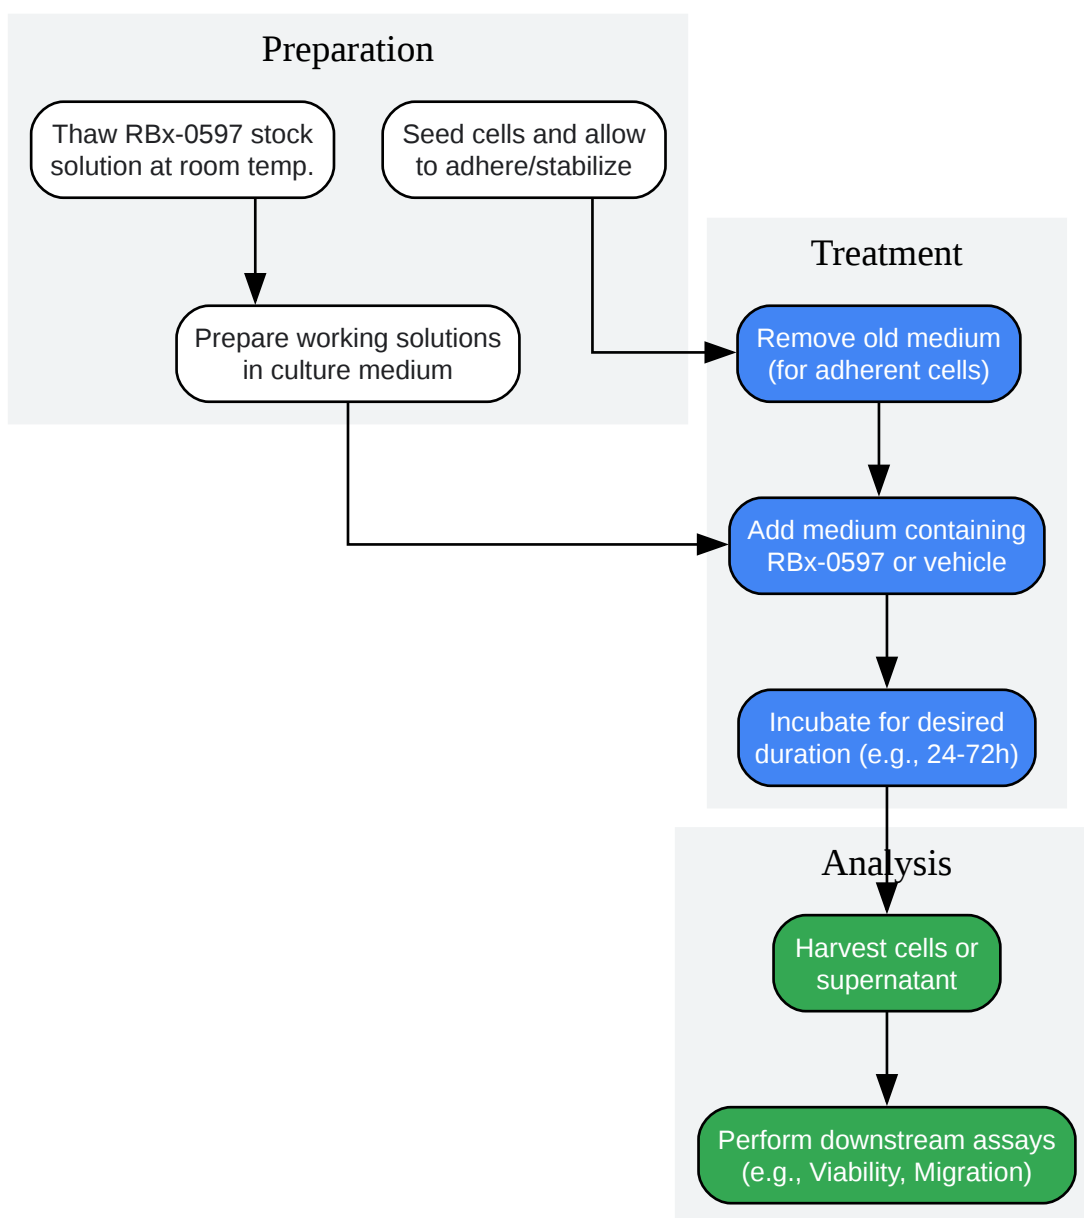 Preparation
Thaw RBx-0597 stock
solution at room temp.
Seed cells and allow
to adhere/stabilize
Prepare working solutions
in culture medium
Treatment
Remove old medium
(for adherent cells)
Add medium containing
RBx-0597 or vehicle
Incubate for desired
duration (e.g., 24-72h)
Analysis
Harvest cells or
supernatant
Perform downstream assays
(e.g., Viability, Migration)